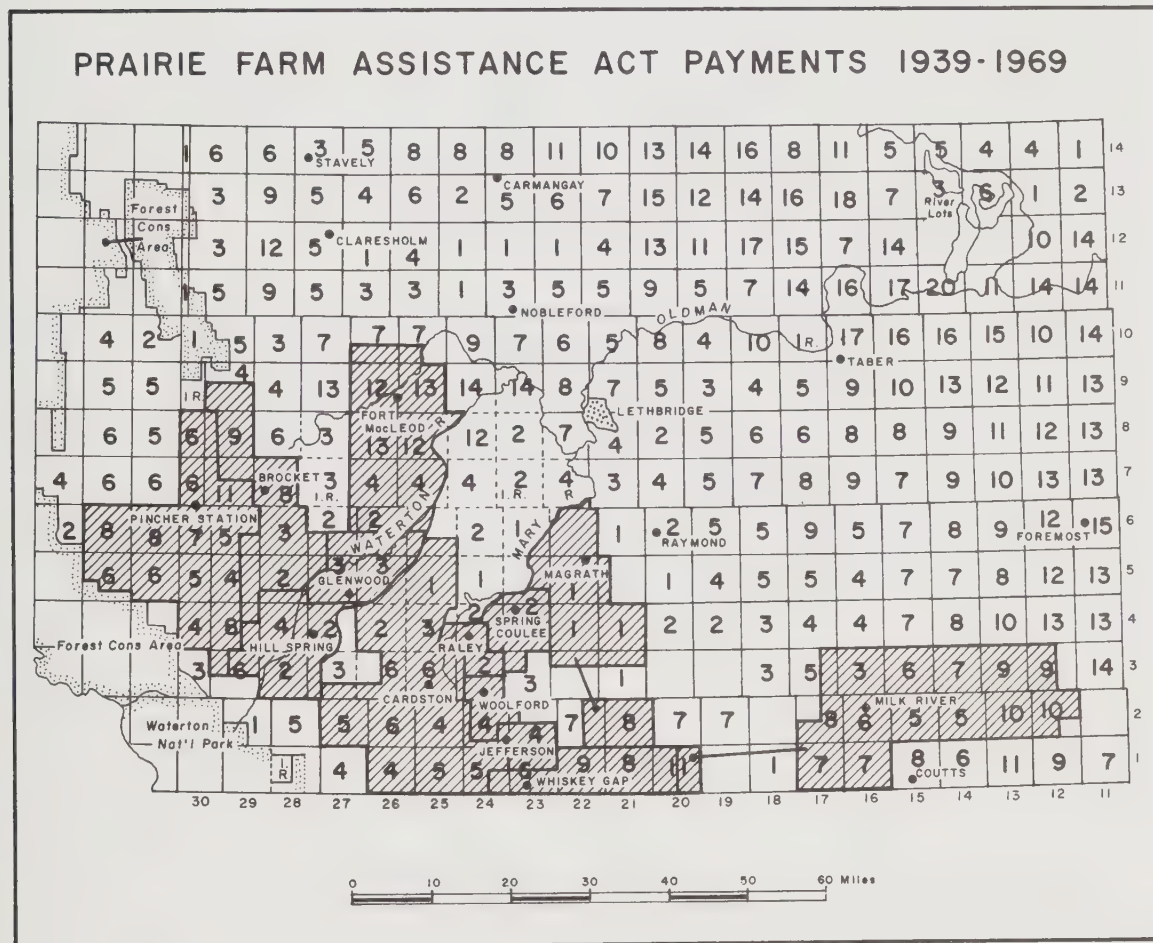 PRAIRIE FARM ASSISTANCE ACT PAYMENTS 1939-1969
1 6 6 3 5 8 8 8 11 10 13 14 16 8 11 5 5 4 4 1 14
STAVELY
3 9 5 4 6 2 5 6 7 15 12 14 16 18 7 3 6 1 2 13
CARMANGAY
Forest
Cons
Area
River
Lots
3 12 5 1 4 1 1 1 4 13 11 17 15 7 14 10 14 12
CLARESHOLM
1 5 9 5 3 3 1 3 5 5 9 5 7 14 16 17 20 11 14 14 11
NOBLEFORD
OLDMAN
4 2 1 5 3 7 7 7 9 7 6 5 8 4 10 I.R. 17 16 16 15 10 14 10
TABER
5 5 I.R. 4 4 13 12 13 14 14 8 7 5 3 4 5 9 10 13 12 11 13 9
FORT
MACLEOD
R
LETHBRIDGE
6 5 6 9 6 3 13 12 12 2 7 4 2 5 6 6 8 8 9 11 12 13 8
BROCKET
4 6 6 6 11 8 3 4 4 4 2 4 3 4 5 7 8 9 7 9 10 13 13 7
I.R.
I.R.
R
PINCHER STATION
WATERTON
MARY
2 8 8 7 5 3 2 2 2 1 1 2 5 5 9 5 7 8 9 12 15 6
RAYMOND
FOREMOST
6 6 5 4 2 3 3 1 1 1 1 4 5 5 4 7 7 8 12 13 5
GLENWOOD
MAGRATH
4 8 4 2 2 3 2 2 1 1 2 2 3 4 4 7 8 10 13 13 4
HILL SPRING
RALEY
SPRING
COULEE
Forest Cons Area
3 6 2 3 6 6 2 3 1 3 5 3 6 7 9 9 14 3
CARDSTON
WOOLFORD
MILK RIVER
Waterton
Nat'l Park
1 5 5 6 4 4 4 7 8 7 7 8 6 5 5 10 10 2
JEFFERSON
I.
R
4 4 5 5 6 9 8 11 1 7 7 8 6 11 9 7 1
WHISKEY GAP
COUTTS
30 29 28 27 26 25 24 23 22 21 20 19 18 17 16 15 14 13 12 11
0 10 20 30 40 50 60 Miles